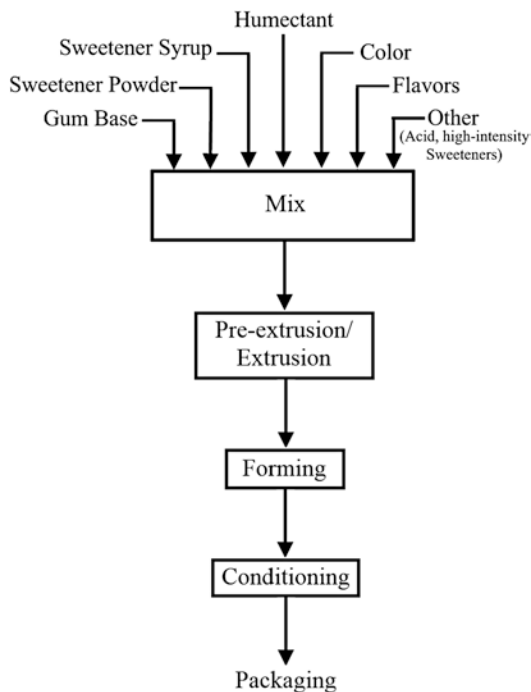 Humectant
Sweetener Syrup
Color
Sweetener Powder
Flavors
Gum Base
Other
(Acid, high-intensity
Sweeteners)
Mix
Pre-extrusion/
Extrusion
Forming
Conditioning
Packaging